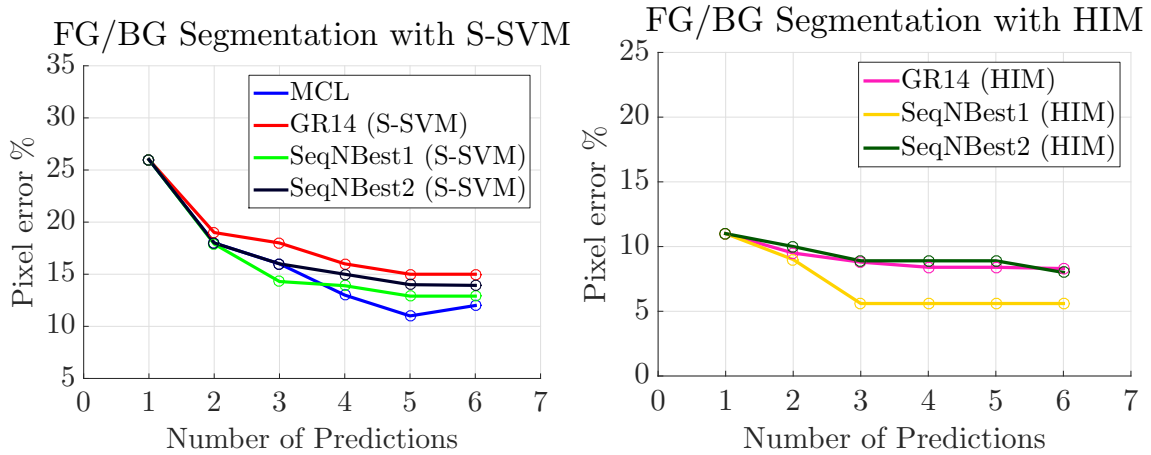 FG/BG Segmentation with S-SVM
35
30
25
20
15
10
5
0 1 2 3 4 5 6 7
Pixel error %
Number of Predictions
MCL
GR14 (S-SVM)
SeqNBest1 (S-SVM)
SeqNBest2 (S-SVM)
FG/BG Segmentation with HIM
25
20
15
10
5
0
0 1 2 3 4 5 6 7
Pixel error %
Number of Predictions
GR14 (HIM)
SeqNBest1 (HIM)
SeqNBest2 (HIM)